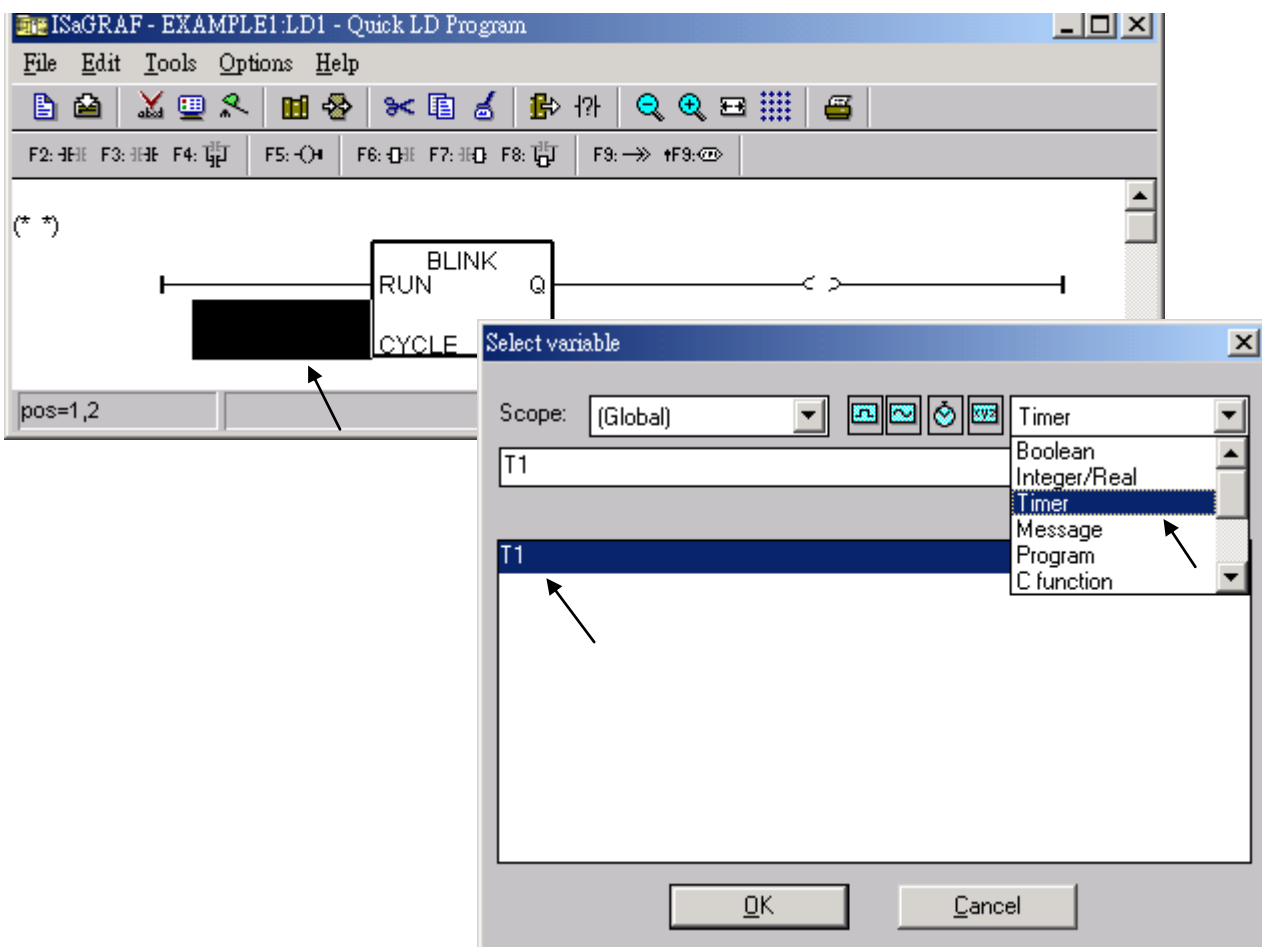 ISaGRAF - EXAMPLE1:LD1 - Quick LD Program
File Edit Tools Options Help
F2: F3: F4: F5: F6: F7: F8: F9: F9:
(* *)
BLINK
RUN Q
CYCLE
pos=1,2
Select variable
Scope: (Global) xyz Timer
T1
Boolean
Integer/Real
Timer
Message
Program
C function
T1
OK Cancel